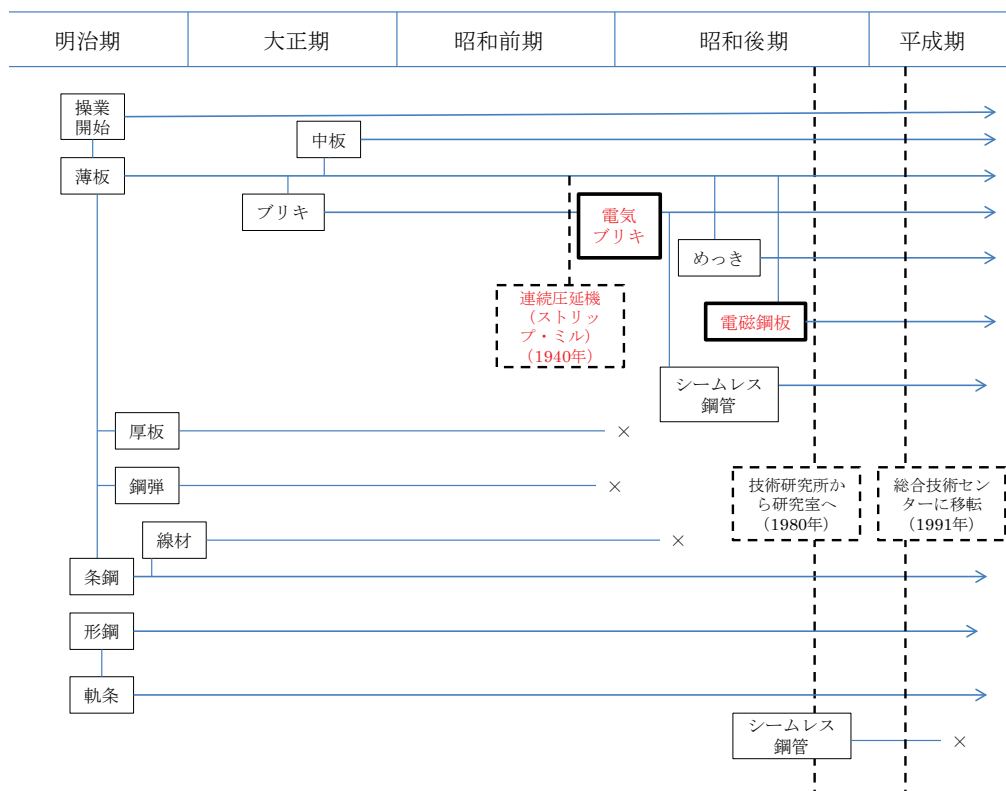 明治期
大正期
昭和前期
昭和後期
平成期
操業
開始
中板
薄板
ブリキ
電気
ブリキ
めっき
連続圧延機
（ストリッ
プ・ミル）
（1940年）
電磁鋼板
シームレス
鋼管
厚板
×
鋼弾
×
技術研究所か
ら研究室へ
（1980年）
総合技術セン
ターに移転
（1991年）
線材
×
条鋼
形鋼
軌条
シームレス
鋼管
×